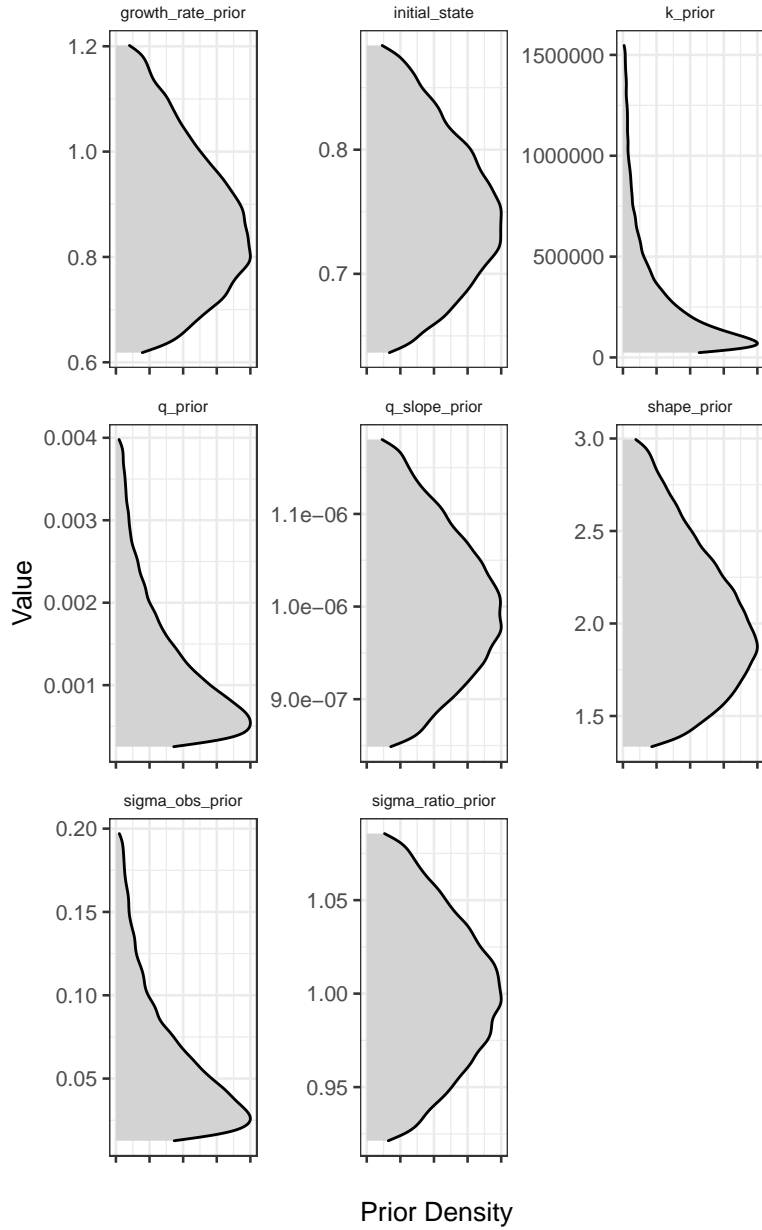 growth_rate_prior
initial_state
k_prior
1.2
1.0
0.8
0.6
0.8
0.7
1500000
1000000
500000
0
q_prior
q_slope_prior
shape_prior
0.004
0.003
0.002
0.001
1.1e-06
1.0e-06
9.0e-07
3.0
2.5
2.0
1.5
Value
sigma_obs_prior
sigma_ratio_prior
0.20
0.15
0.10
0.05
1.05
1.00
0.95
Prior Density